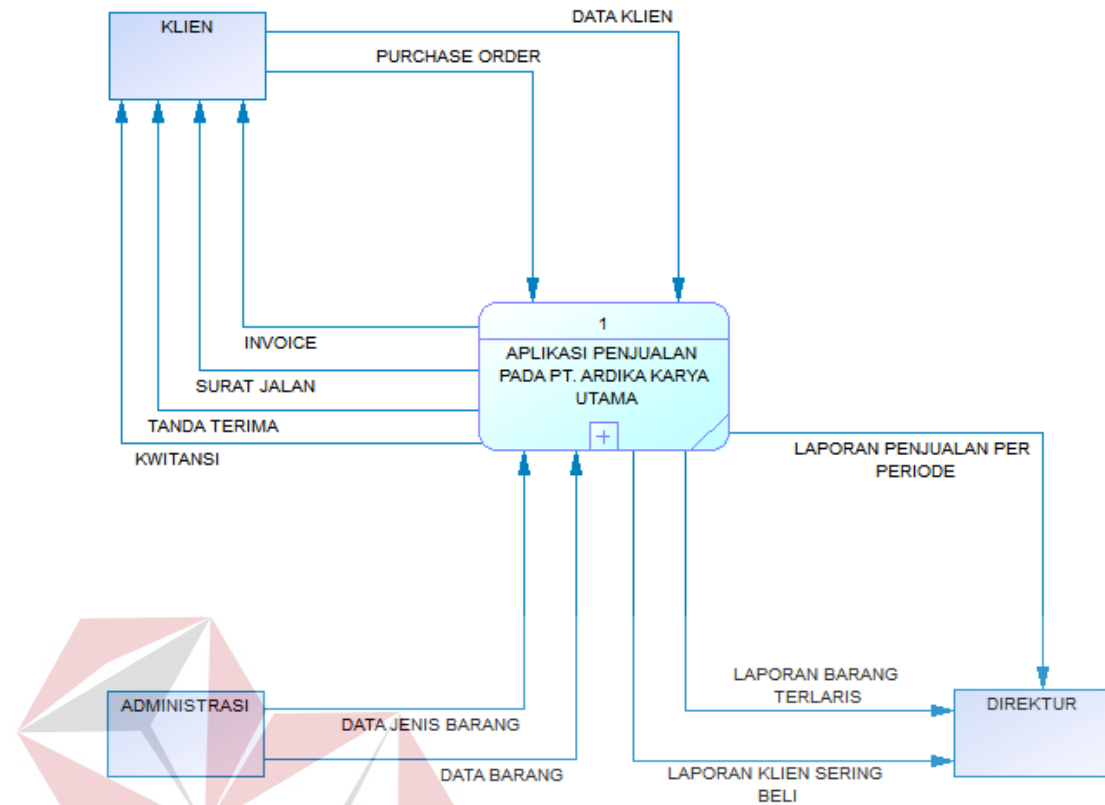 DATA KLIEN
KLIEN
PURCHASE ORDER
1
APLIKASI PENJUALAN
PADA PT. ARDIKA KARYA
UTAMA
INVOICE
SURAT JALAN
TANDA TERIMA
KWITANSI
LAPORAN PENJUALAN PER
PERIODE
LAPORAN BARANG
TERLARIS
ADMINISTRASI
DIREKTUR
DATA JENIS BARANG
DATA BARANG
LAPORAN KLIEN SERING
BELI